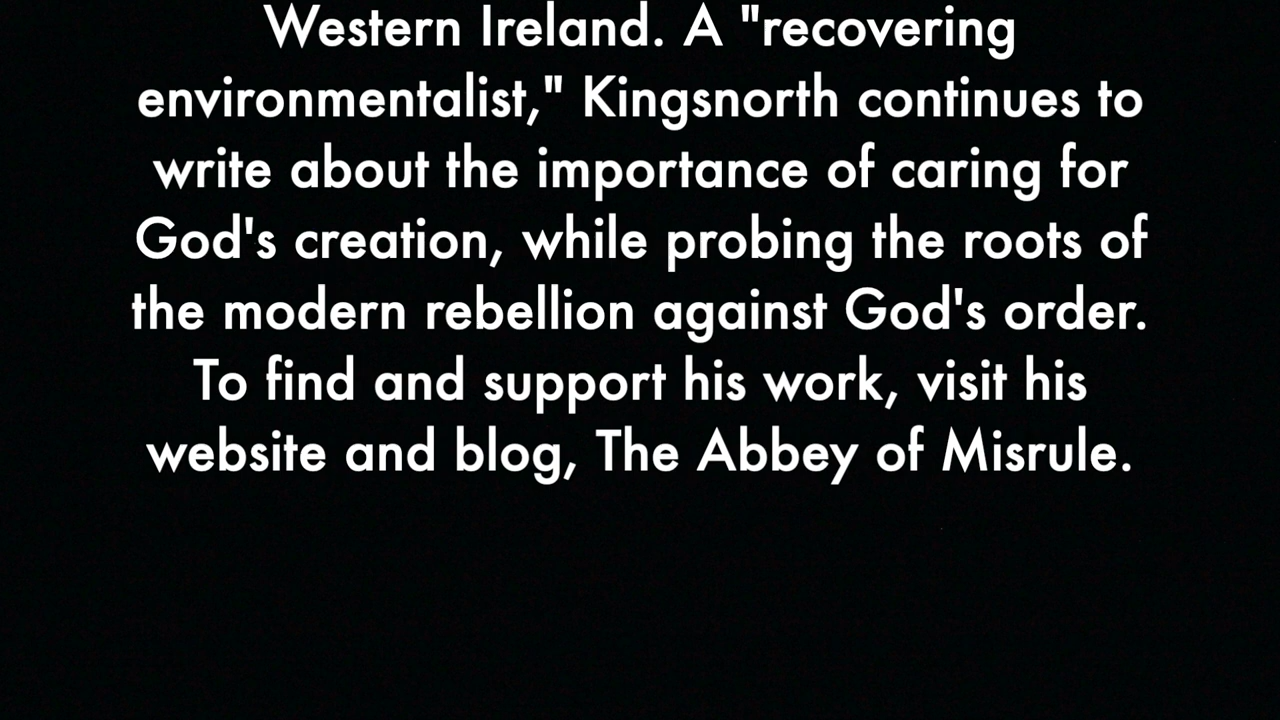 Western Ireland. A "recovering
environmentalist," Kingsnorth continues to
write about the importance of caring for
God's creation, while probing the roots of
the modern rebellion against God's order.
To find and support his work, visit his
website and blog, The Abbey of Misrule.